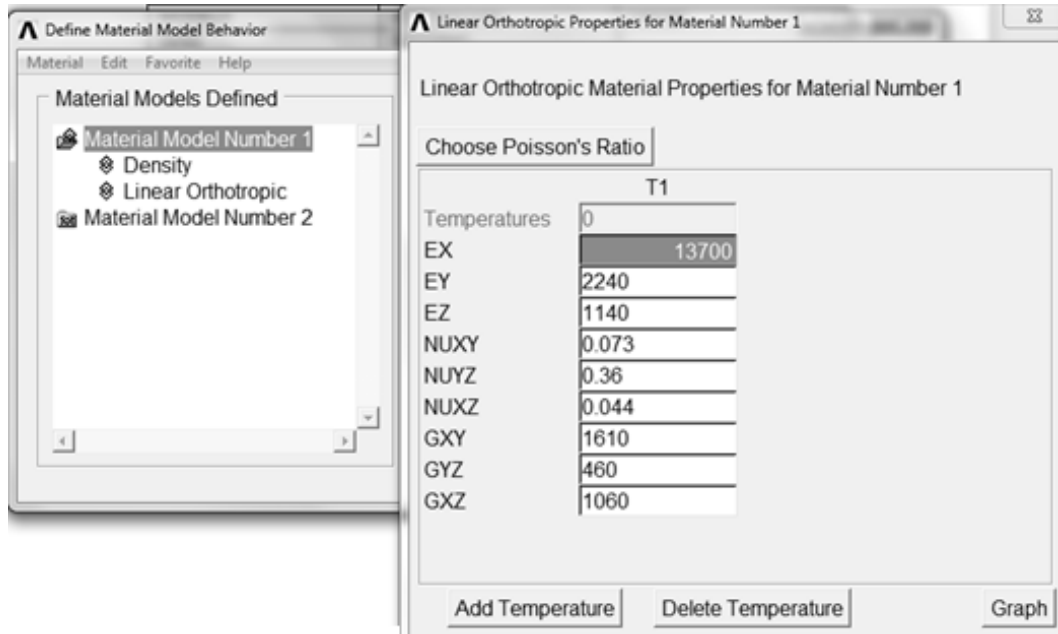 Define Material Model Behavior
Material Edit Favorite Help
Material Models Defined
Material Model Number 1
Density
Linear Orthotropic
Material Model Number 2
Linear Orthotropic Properties for Material Number 1
Linear Orthotropic Material Properties for Material Number 1
Choose Poisson's Ratio
T1
Temperatures 0
EX 13700
EY 2240
EZ 1140
NUXY 0.073
NUYZ 0.36
NUXZ 0.044
GXY 1610
GYZ 460
GXZ 1060
Add Temperature Delete Temperature Graph